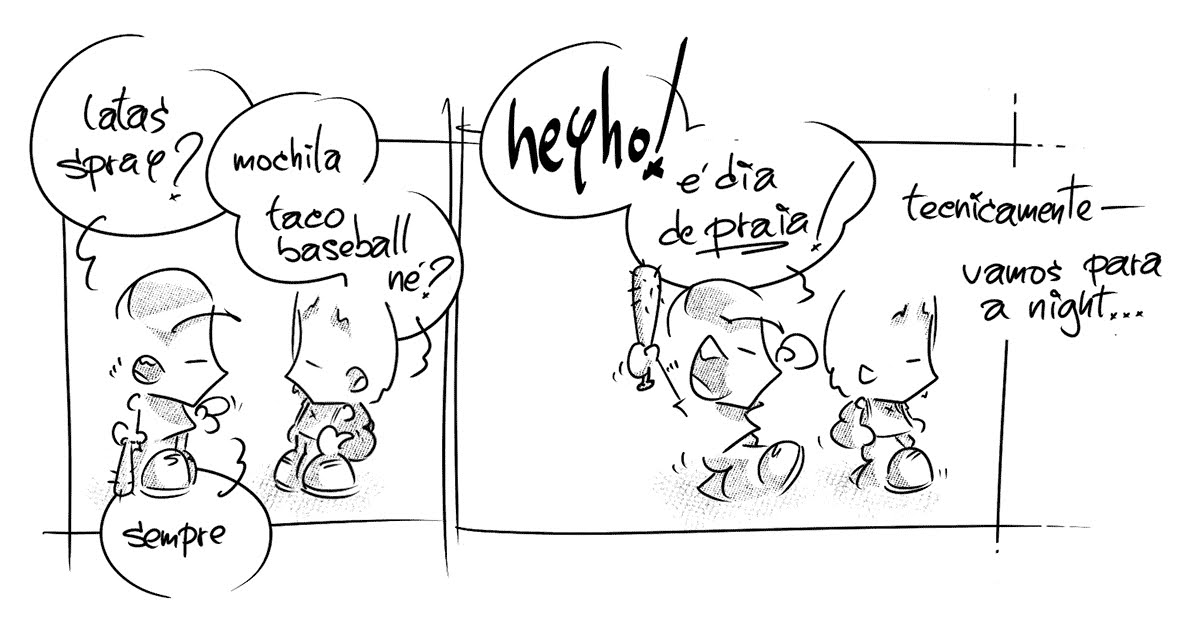 latas
spray?
mochila
taco
baseball
né?
sempre
heyho!
é dia
de praia!
tecnicamente —
vamos para
a night...